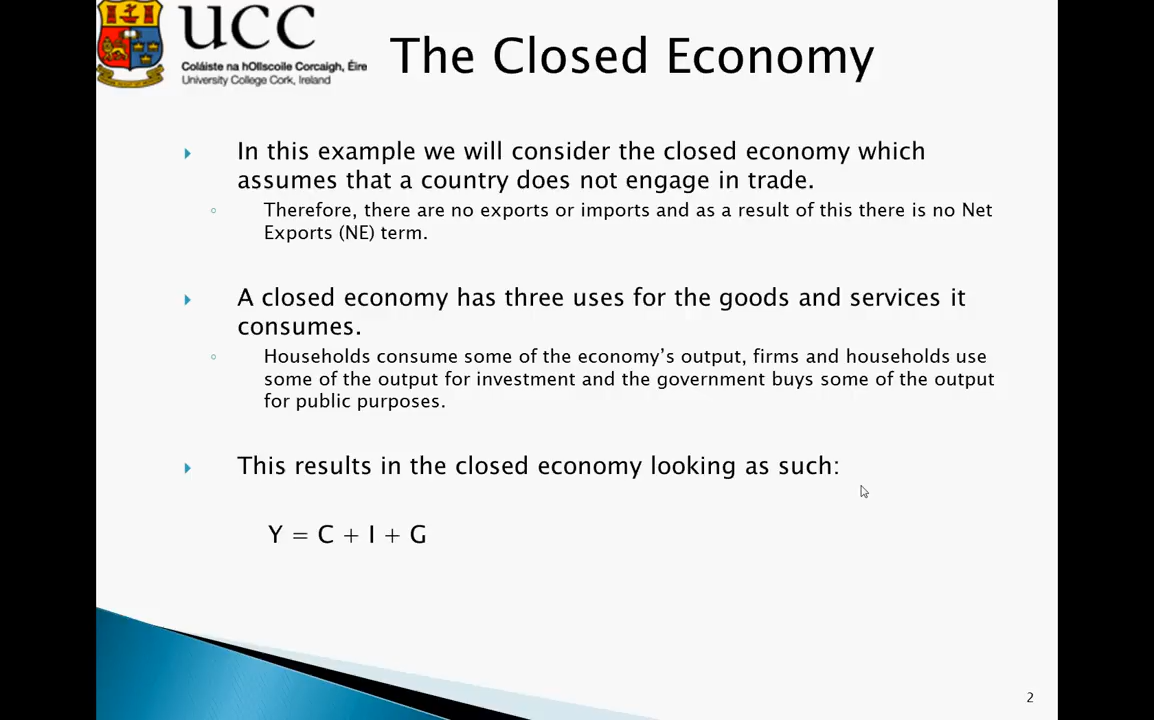 UCC
Coláiste na hOllscoile Corcaigh, Éire
University College Cork, Ireland
The Closed Economy
In this example we will consider the closed economy which
assumes that a country does not engage in trade.
Therefore, there are no exports or imports and as a result of this there is no Net
Exports (NE) term.
A closed economy has three uses for the goods and services it
consumes.
Households consume some of the economy’s output, firms and households use
some of the output for investment and the government buys some of the output
for public purposes.
This results in the closed economy looking as such:
Y = C + I + G
2